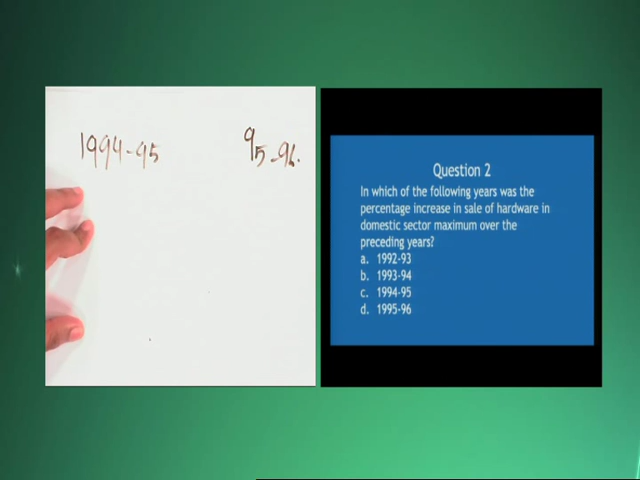 1994-95 95-96.
Question 2
In which of the following years was the
percentage increase in sale of hardware in
domestic sector maximum over the
preceding years?
a. 1992-93
b. 1993-94
c. 1994-95
d. 1995-96